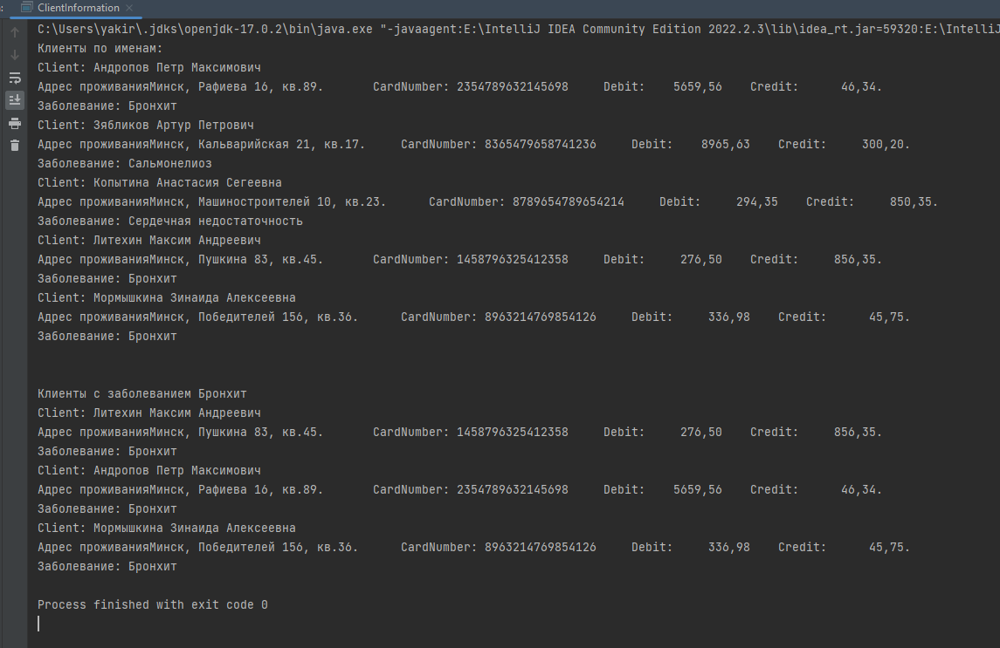 ClientInformation
C:\Users\yakir\.jdks\openjdk-17.0.2\bin\java.exe "-javaagent:E:\IntelliJ IDEA Community Edition 2022.2.3\lib\idea_rt.jar=59320:E:\IntelliJ
Клиенты по именам:
Client: Андропов Петр Максимович
Адрес проживанияМинск, Рафиева 16, кв.89. CardNumber: 2354789632145698 Debit: 5659,56 Credit: 46,34.
Заболевание: Бронхит
Client: Зябликов Артур Петрович
Адрес проживанияМинск, Кальварийская 21, кв.17. CardNumber: 8365479658741236 Debit: 8965,63 Credit: 300,20.
Заболевание: Сальмонелиоз
Client: Копытина Анастасия Сегеевна
Адрес проживанияМинск, Машиностроителей 10, кв.23. CardNumber: 8789654789654214 Debit: 294,35 Credit: 850,35.
Заболевание: Сердечная недостаточность
Client: Литехин Максим Андреевич
Адрес проживанияМинск, Пушкина 83, кв.45. CardNumber: 1458796325412358 Debit: 276,50 Credit: 856,35.
Заболевание: Бронхит
Client: Мормышкина Зинаида Алексеевна
Адрес проживанияМинск, Победителей 156, кв.36. CardNumber: 8963214769854126 Debit: 336,98 Credit: 45,75.
Заболевание: Бронхит
Клиенты с заболеванием Бронхит
Client: Литехин Максим Андреевич
Адрес проживанияМинск, Пушкина 83, кв.45. CardNumber: 1458796325412358 Debit: 276,50 Credit: 856,35.
Заболевание: Бронхит
Client: Андропов Петр Максимович
Адрес проживанияМинск, Рафиева 16, кв.89. CardNumber: 2354789632145698 Debit: 5659,56 Credit: 46,34.
Заболевание: Бронхит
Client: Мормышкина Зинаида Алексеевна
Адрес проживанияМинск, Победителей 156, кв.36. CardNumber: 8963214769854126 Debit: 336,98 Credit: 45,75.
Заболевание: Бронхит
Process finished with exit code 0